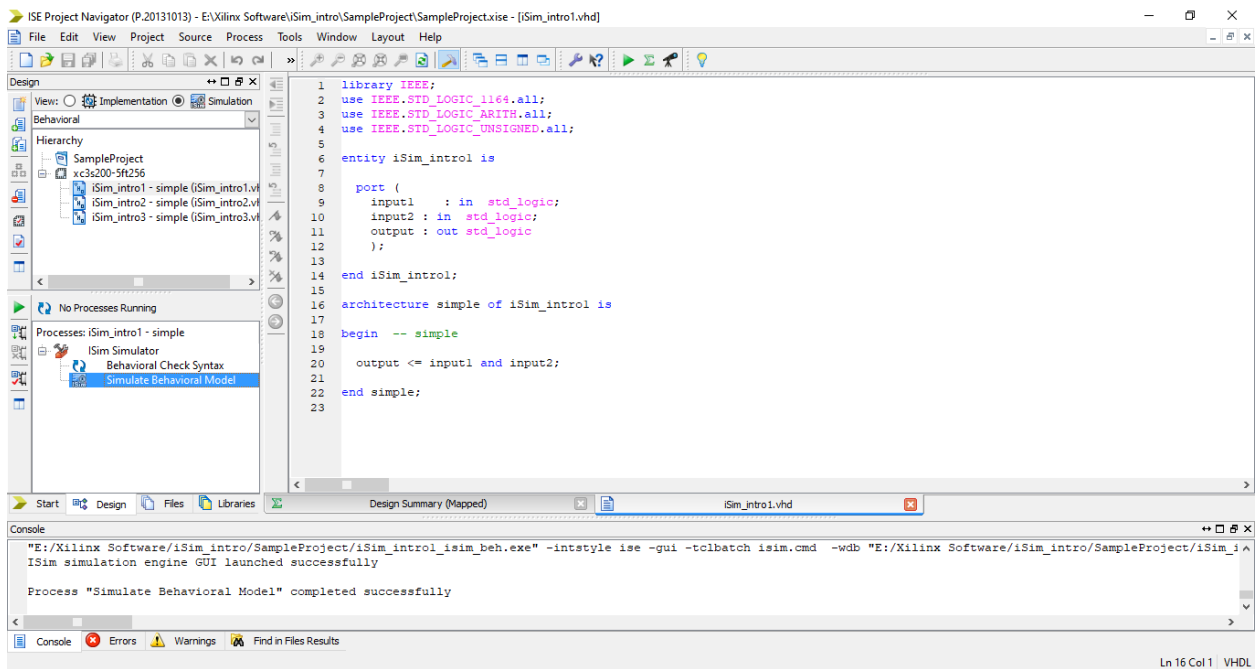 ISE Project Navigator (P.20131013) - E:\Xilinx Software\iSim_intro\SampleProject\SampleProject.xise - [iSim_intro1.vhd]
File Edit View Project Source Process Tools Window Layout Help
Design
View: Implementation Simulation
Behavioral
Hierarchy
SampleProject
xc3s200-5ft256
iSim_intro1 - simple (iSim_intro1.vh
iSim_intro2 - simple (iSim_intro2.vh
iSim_intro3 - simple (iSim_intro3.vh
No Processes Running
Processes: iSim_intro1 - simple
ISim Simulator
Behavioral Check Syntax
Simulate Behavioral Model
1 library IEEE;
2 use IEEE.STD_LOGIC_1164.all;
3 use IEEE.STD_LOGIC_ARITH.all;
4 use IEEE.STD_LOGIC_UNSIGNED.all;
5
6 entity iSim_intro1 is
7
8 port (
9 input1 : in std_logic;
10 input2 : in std_logic;
11 output : out std_logic
12 );
13
14 end iSim_intro1;
15
16 architecture simple of iSim_intro1 is
17
18 begin -- simple
19
20 output <= input1 and input2;
21
22 end simple;
23
Start Design Files Libraries Design Summary (Mapped) iSim_intro1.vhd
Console
"E:/Xilinx Software/iSim_intro/SampleProject/iSim_intro1_isim_beh.exe" -intstyle ise -gui -tclbatch isim.cmd -wdb "E:/Xilinx Software/iSim_intro/SampleProject/iSim_i
ISim simulation engine GUI launched successfully
Process "Simulate Behavioral Model" completed successfully
Console Errors Warnings Find in Files Results
Ln 16 Col 1 VHDL